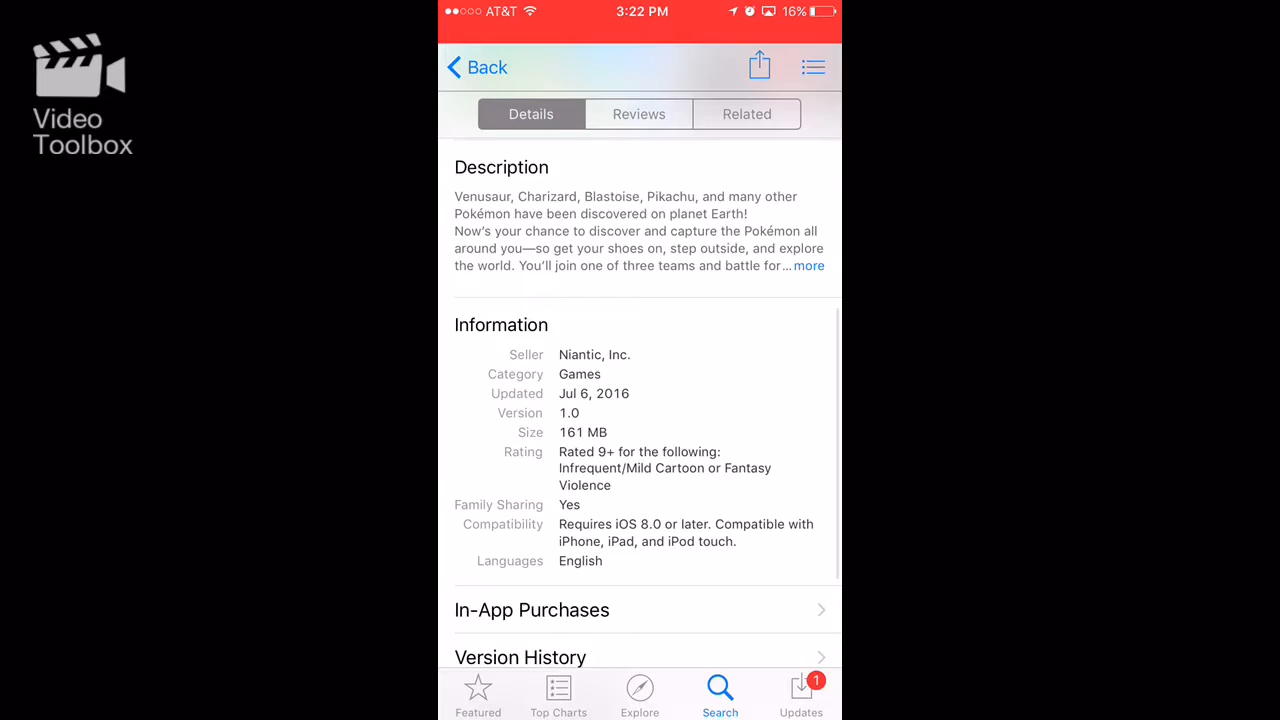 AT&T 3:22 PM 16%
Video
Toolbox
Back
Details Reviews Related
Description
Venusaur, Charizard, Blastoise, Pikachu, and many other
Pokémon have been discovered on planet Earth!
Now's your chance to discover and capture the Pokémon all
around you—so get your shoes on, step outside, and explore
the world. You'll join one of three teams and battle for... more
Information
Seller Niantic, Inc.
Category Games
Updated Jul 6, 2016
Version 1.0
Size 161 MB
Rating Rated 9+ for the following:
Infrequent/Mild Cartoon or Fantasy
Violence
Family Sharing Yes
Compatibility Requires iOS 8.0 or later. Compatible with
iPhone, iPad, and iPod touch.
Languages English
In-App Purchases
Version History
1
Featured Top Charts Explore Search Updates